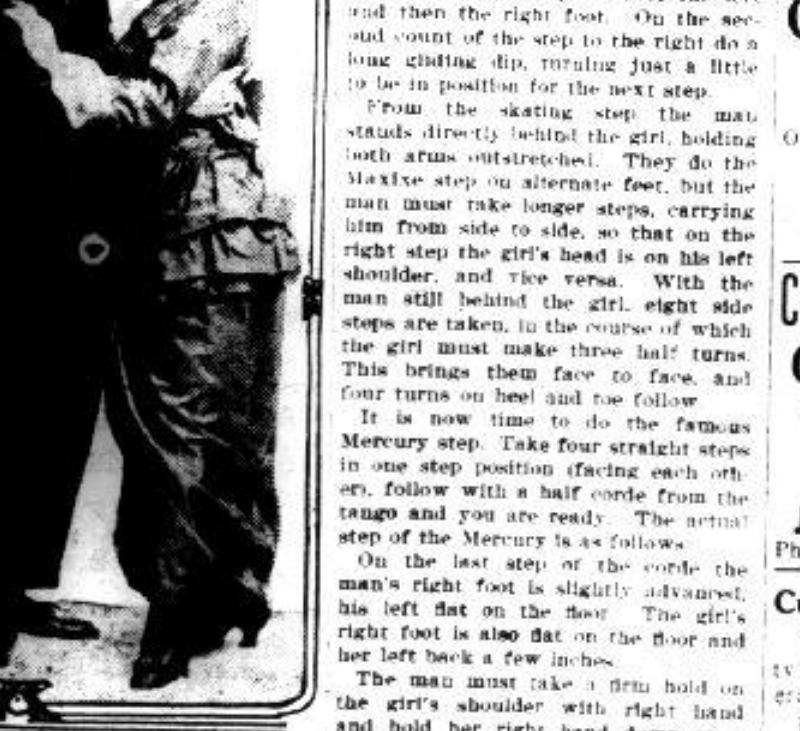 and then the right foot. On the sec-
ond count of the step to the right do a
long gliding dip, turning just a little
to be in position for the next step.
From the skating step the man
stands directly behind the girl, holding
both arms outstretched. They do the
Maxixe step on alternate feet, but the
man must take longer steps, carrying
him from side to side, so that on the
right step the girl's head is on his left
shoulder, and vice versa. With the
man still behind the girl, eight side
steps are taken, in the course of which
the girl must make three half turns.
This brings them face to face, and
four turns on heel and toe follow
It is now time to do the famous
Mercury step. Take four straight steps
in one step position (facing each oth-
er), follow with a half corde from the
tango and you are ready. The actual
step of the Mercury is as follows
On the last step of the corde the
man's right foot is slightly advanced,
his left flat on the floor The girl's
right foot is also flat on the floor and
her left back a few inches
The man must take a firm hold on
the girl's shoulder with right hand
and hold her right hand
Ph
Cu